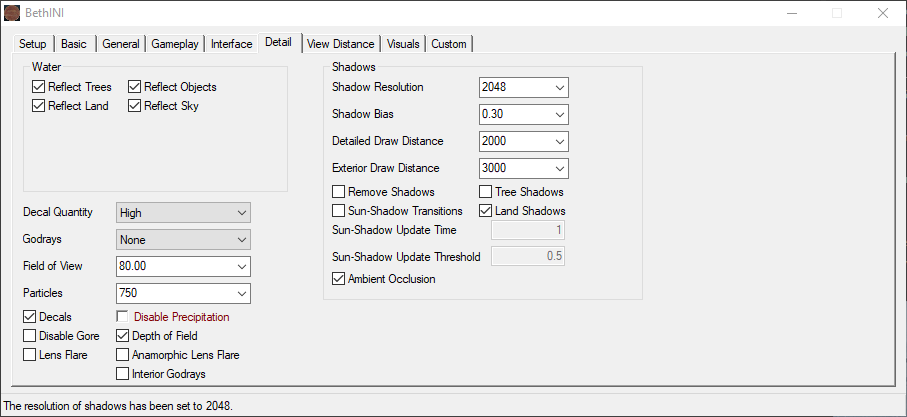 BethINI
Setup Basic General Gameplay Interface Detail View Distance Visuals Custom
Water
Reflect Trees Reflect Objects
Reflect Land Reflect Sky
Decal Quantity High
Godrays None
Field of View 80.00
Particles 750
Decals Disable Precipitation
Disable Gore Depth of Field
Lens Flare Anamorphic Lens Flare
Interior Godrays
Shadows
Shadow Resolution 2048
Shadow Bias 0.30
Detailed Draw Distance 2000
Exterior Draw Distance 3000
Remove Shadows Tree Shadows
Sun-Shadow Transitions Land Shadows
Sun-Shadow Update Time 1
Sun-Shadow Update Threshold 0.5
Ambient Occlusion
The resolution of shadows has been set to 2048.